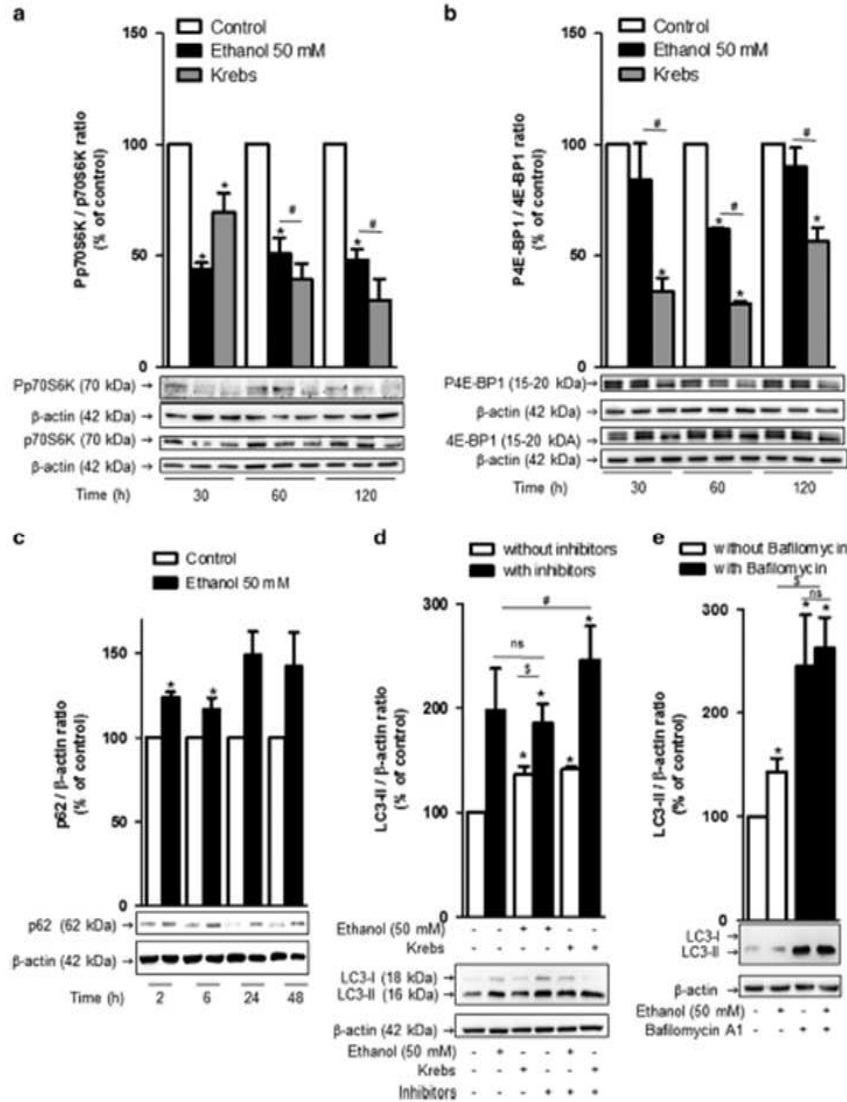 a
150
Control
Ethanol 50 mM
Krebs
100
50
0
Pp70S6K / p70S6K ratio
(% of control)
*
*
*
#
*
#
Pp70S6K (70 kDa) →
β-actin (42 kDa) →
p70S6K (70 kDa) →
β-actin (42 kDa) →
Time (h) 30 60 120
b
150
Control
Ethanol 50 mM
Krebs
100
50
0
P4E-BP1 / 4E-BP1 ratio
(% of control)
#
*
*
#
*
#
*
P4E-BP1 (15-20 kDa) →
β-actin (42 kDa) →
4E-BP1 (15-20 kDA) →
β-actin (42 kDa) →
Time (h) 30 60 120
c
Control
Ethanol 50 mM
150
100
50
0
p62 / β-actin ratio
(% of control)
*
*
p62 (62 kDa) →
β-actin (42 kDa) →
Time (h) 2 6 24 48
d
without inhibitors
with inhibitors
300
200
100
0
LC3-II / β-actin ratio
(% of control)
#
ns
$
*
*
*
*
Ethanol (50 mM) - - + + - -
Krebs - - - - + +
LC3-I (18 kDa) →
LC3-II (16 kDa) →
β-actin (42 kDa) →
Ethanol (50 mM) - + - - + -
Krebs - - + - - +
Inhibitors - - - + + +
e
without Bafilomycin
with Bafilomycin
300
200
100
0
LC3-II / β-actin ratio
(% of control)
$
ns
*
*
*
LC3-I →
LC3-II →
β-actin →
Ethanol (50 mM) - + - +
Bafilomycin A1 - - + +